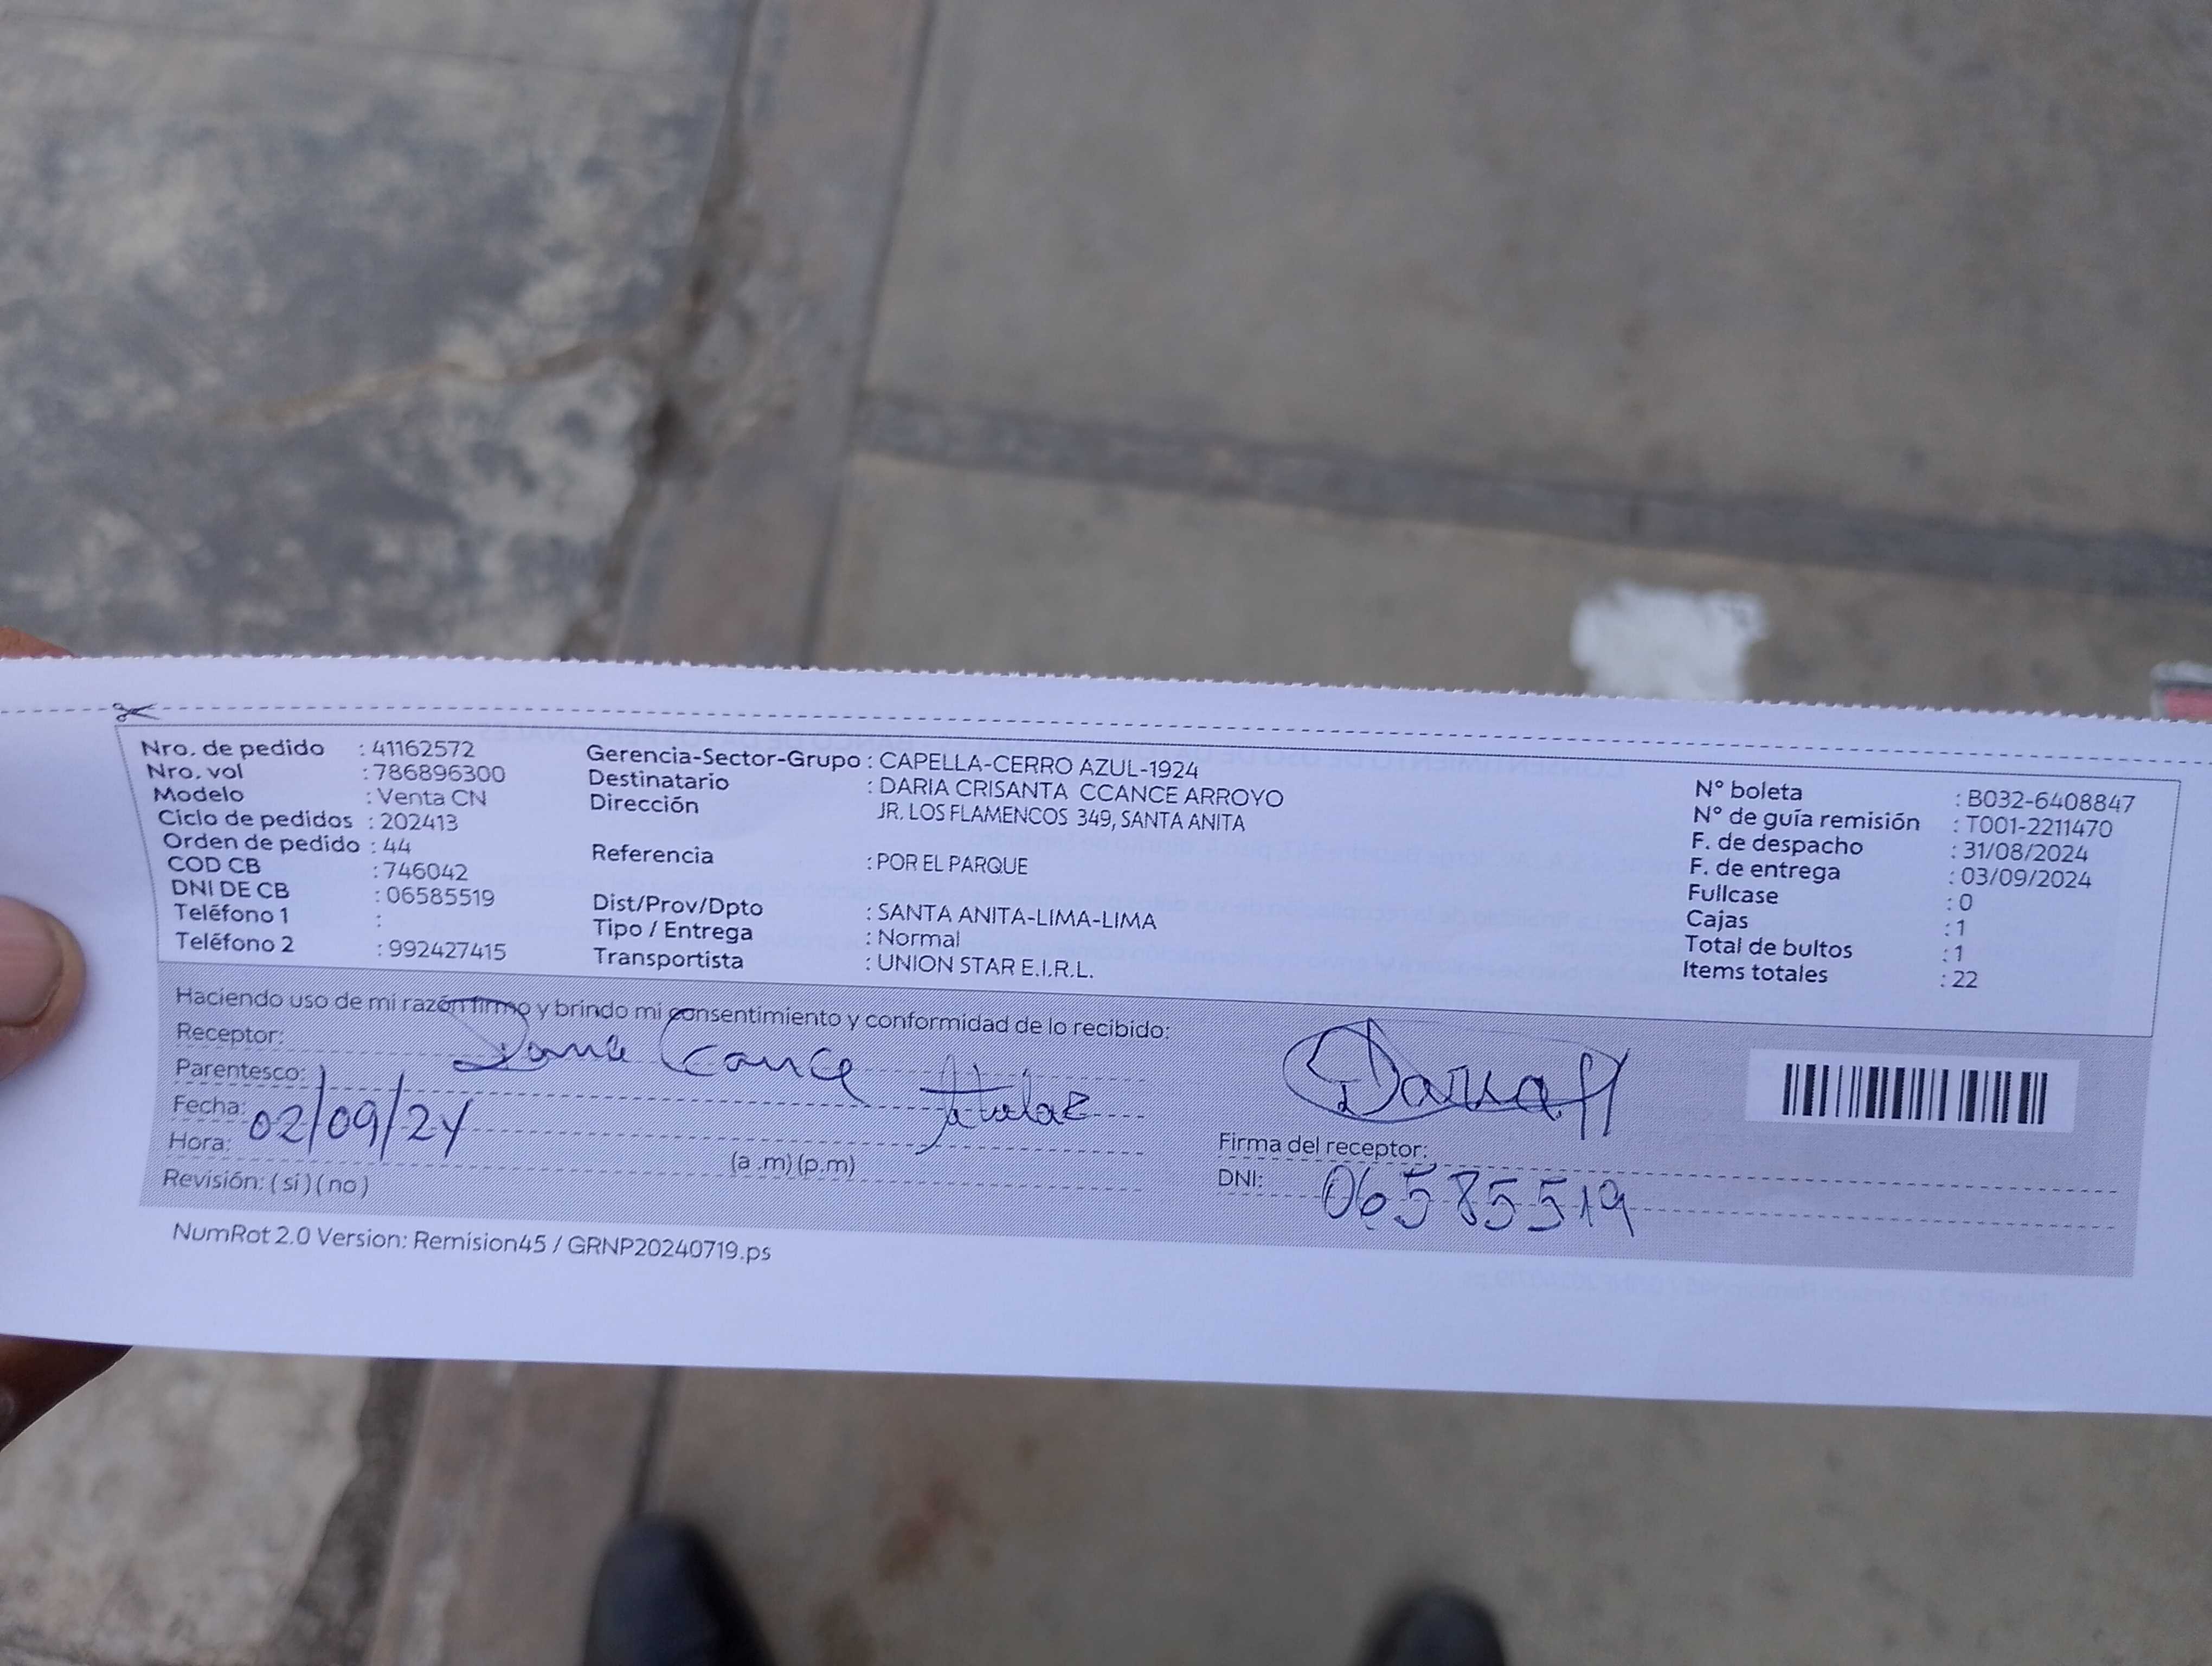 Nro. de pedido : 41162572
Nro. vol : 786896300
Modelo : Venta CN
Ciclo de pedidos : 202413
Orden de pedido : 44
COD CB : 746042
DNI DE CB : 06585519
Teléfono 1 :
Teléfono 2 : 992427415
Gerencia-Sector-Grupo : CAPELLA-CERRO AZUL-1924
Destinatario : DARIA CRISANTA CCANCE ARROYO
Dirección JR. LOS FLAMENCOS 349, SANTA ANITA
Referencia : POR EL PARQUE
Dist/Prov/Dpto : SANTA ANITA-LIMA-LIMA
Tipo / Entrega : Normal
Transportista : UNION STAR E.I.R.L.
N° boleta : B032-6408847
N° de guía remisión : T001-2211470
F. de despacho : 31/08/2024
F. de entrega : 03/09/2024
Fullcase : 0
Cajas : 1
Total de bultos : 1
Items totales : 22
Haciendo uso de mi razón firmo y brindo mi consentimiento y conformidad de lo recibido:
Receptor: Daria Ccance
Parentesco: titular
Fecha: 02/09/24
Hora: (a .m) (p.m)
Revisión: ( si ) ( no )
Firma del receptor:
DNI: 06585519
NumRot 2.0 Version: Remision45 / GRNP20240719.ps